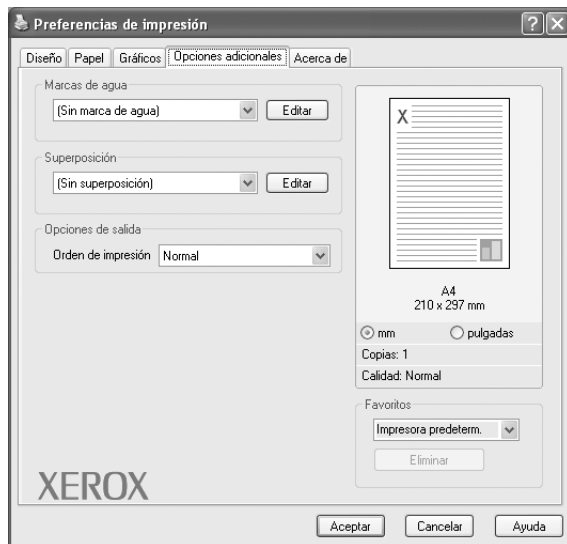 Preferencias de impresión
Diseño Papel Gráficos Opciones adicionales Acerca de
Marcas de agua
(Sin marca de agua) Editar
Superposición
(Sin superposición) Editar
Opciones de salida
Orden de impresión Normal
X
A4
210 x 297 mm
mm pulgadas
Copias: 1
Calidad: Normal
Favoritos
Impresora predeterm.
Eliminar
XEROX
Aceptar Cancelar Ayuda